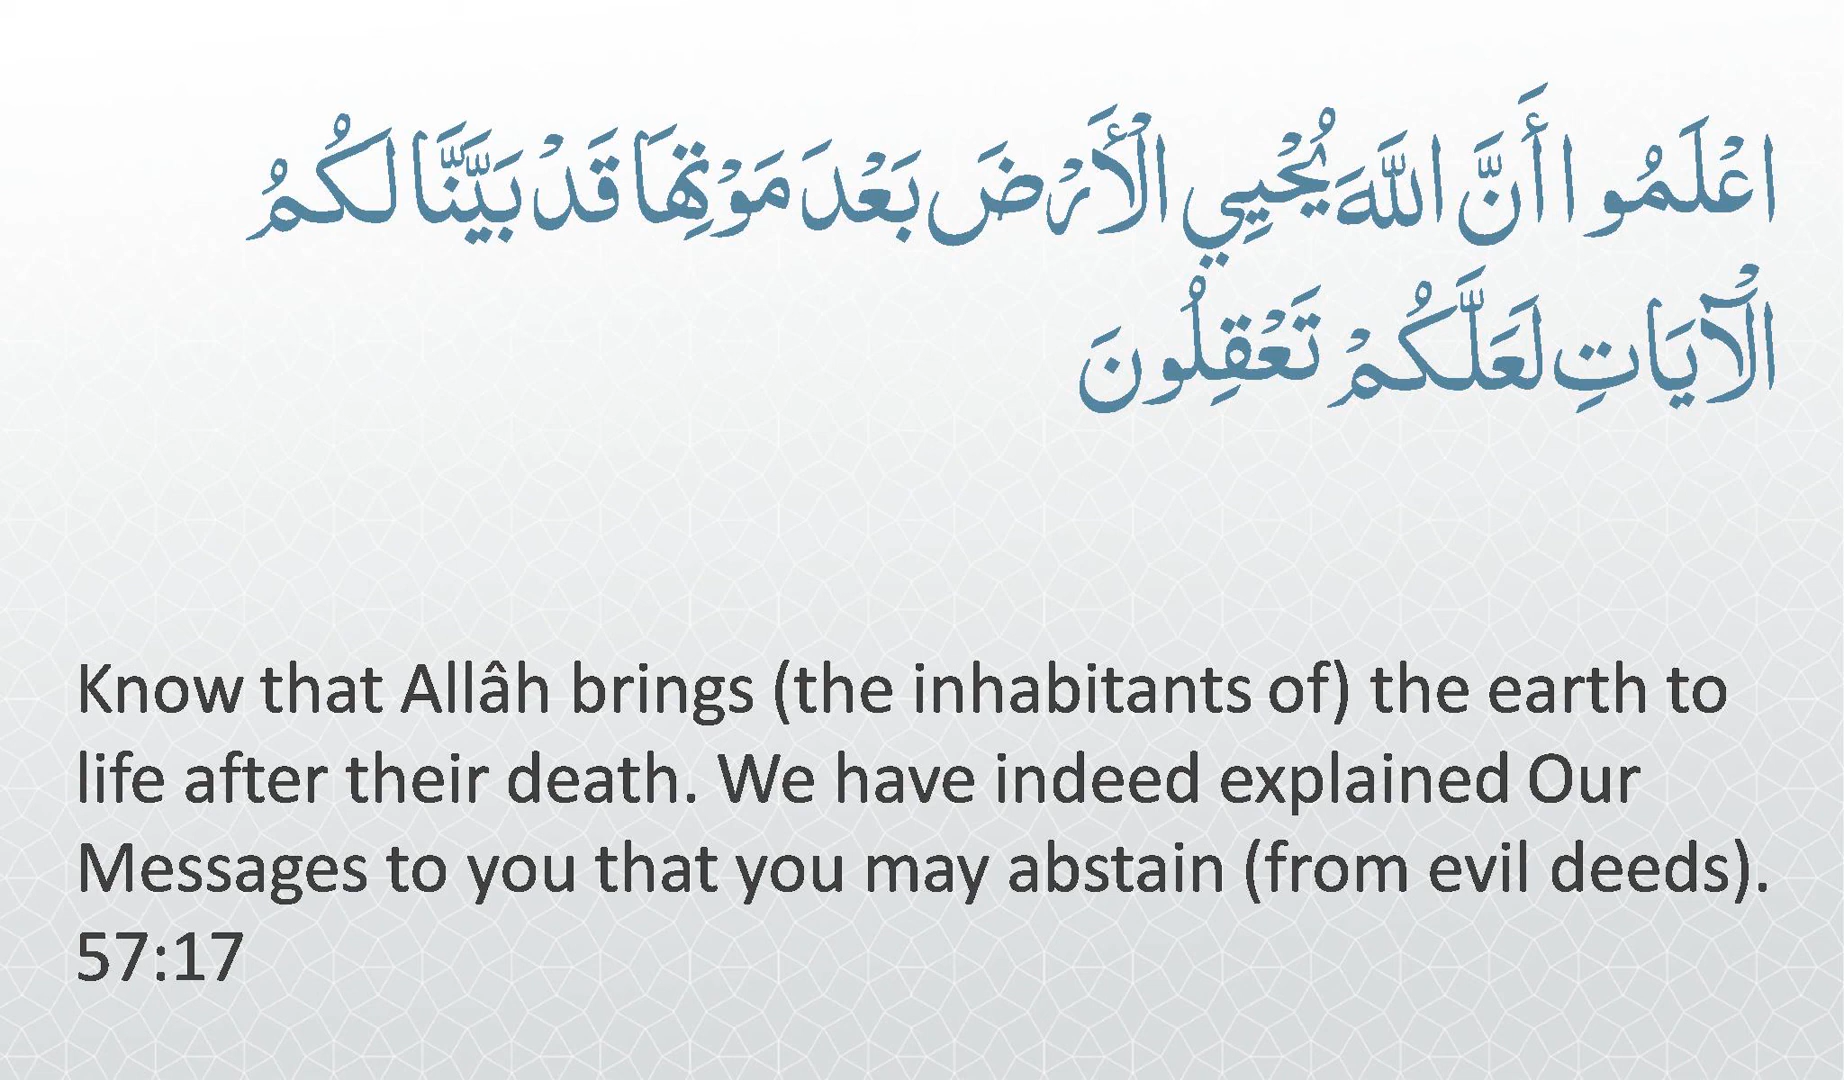 اعْلَمُوا أَنَّ اللَّهَ يُحْيِي الْأَرْضَ بَعْدَ مَوْتِهَا قَدْ بَيَّنَّا لَكُمُ
الْآيَاتِ لَعَلَّكُمْ تَعْقِلُونَ
Know that Allâh brings (the inhabitants of) the earth to
life after their death. We have indeed explained Our
Messages to you that you may abstain (from evil deeds).
57:17